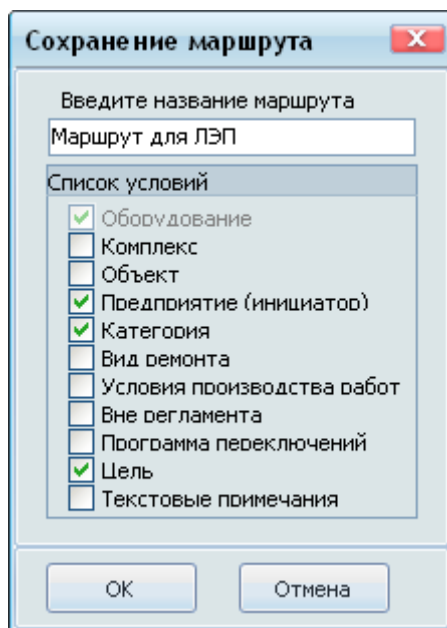 Сохранение маршрута
Введите название маршрута
Маршрут для ЛЭП
Список условий
Оборудование
Комплекс
Объект
Предприятие (инициатор)
Категория
Вид ремонта
Условия производства работ
Вне регламента
Программа переключений
Цель
Текстовые примечания
ОК
Отмена